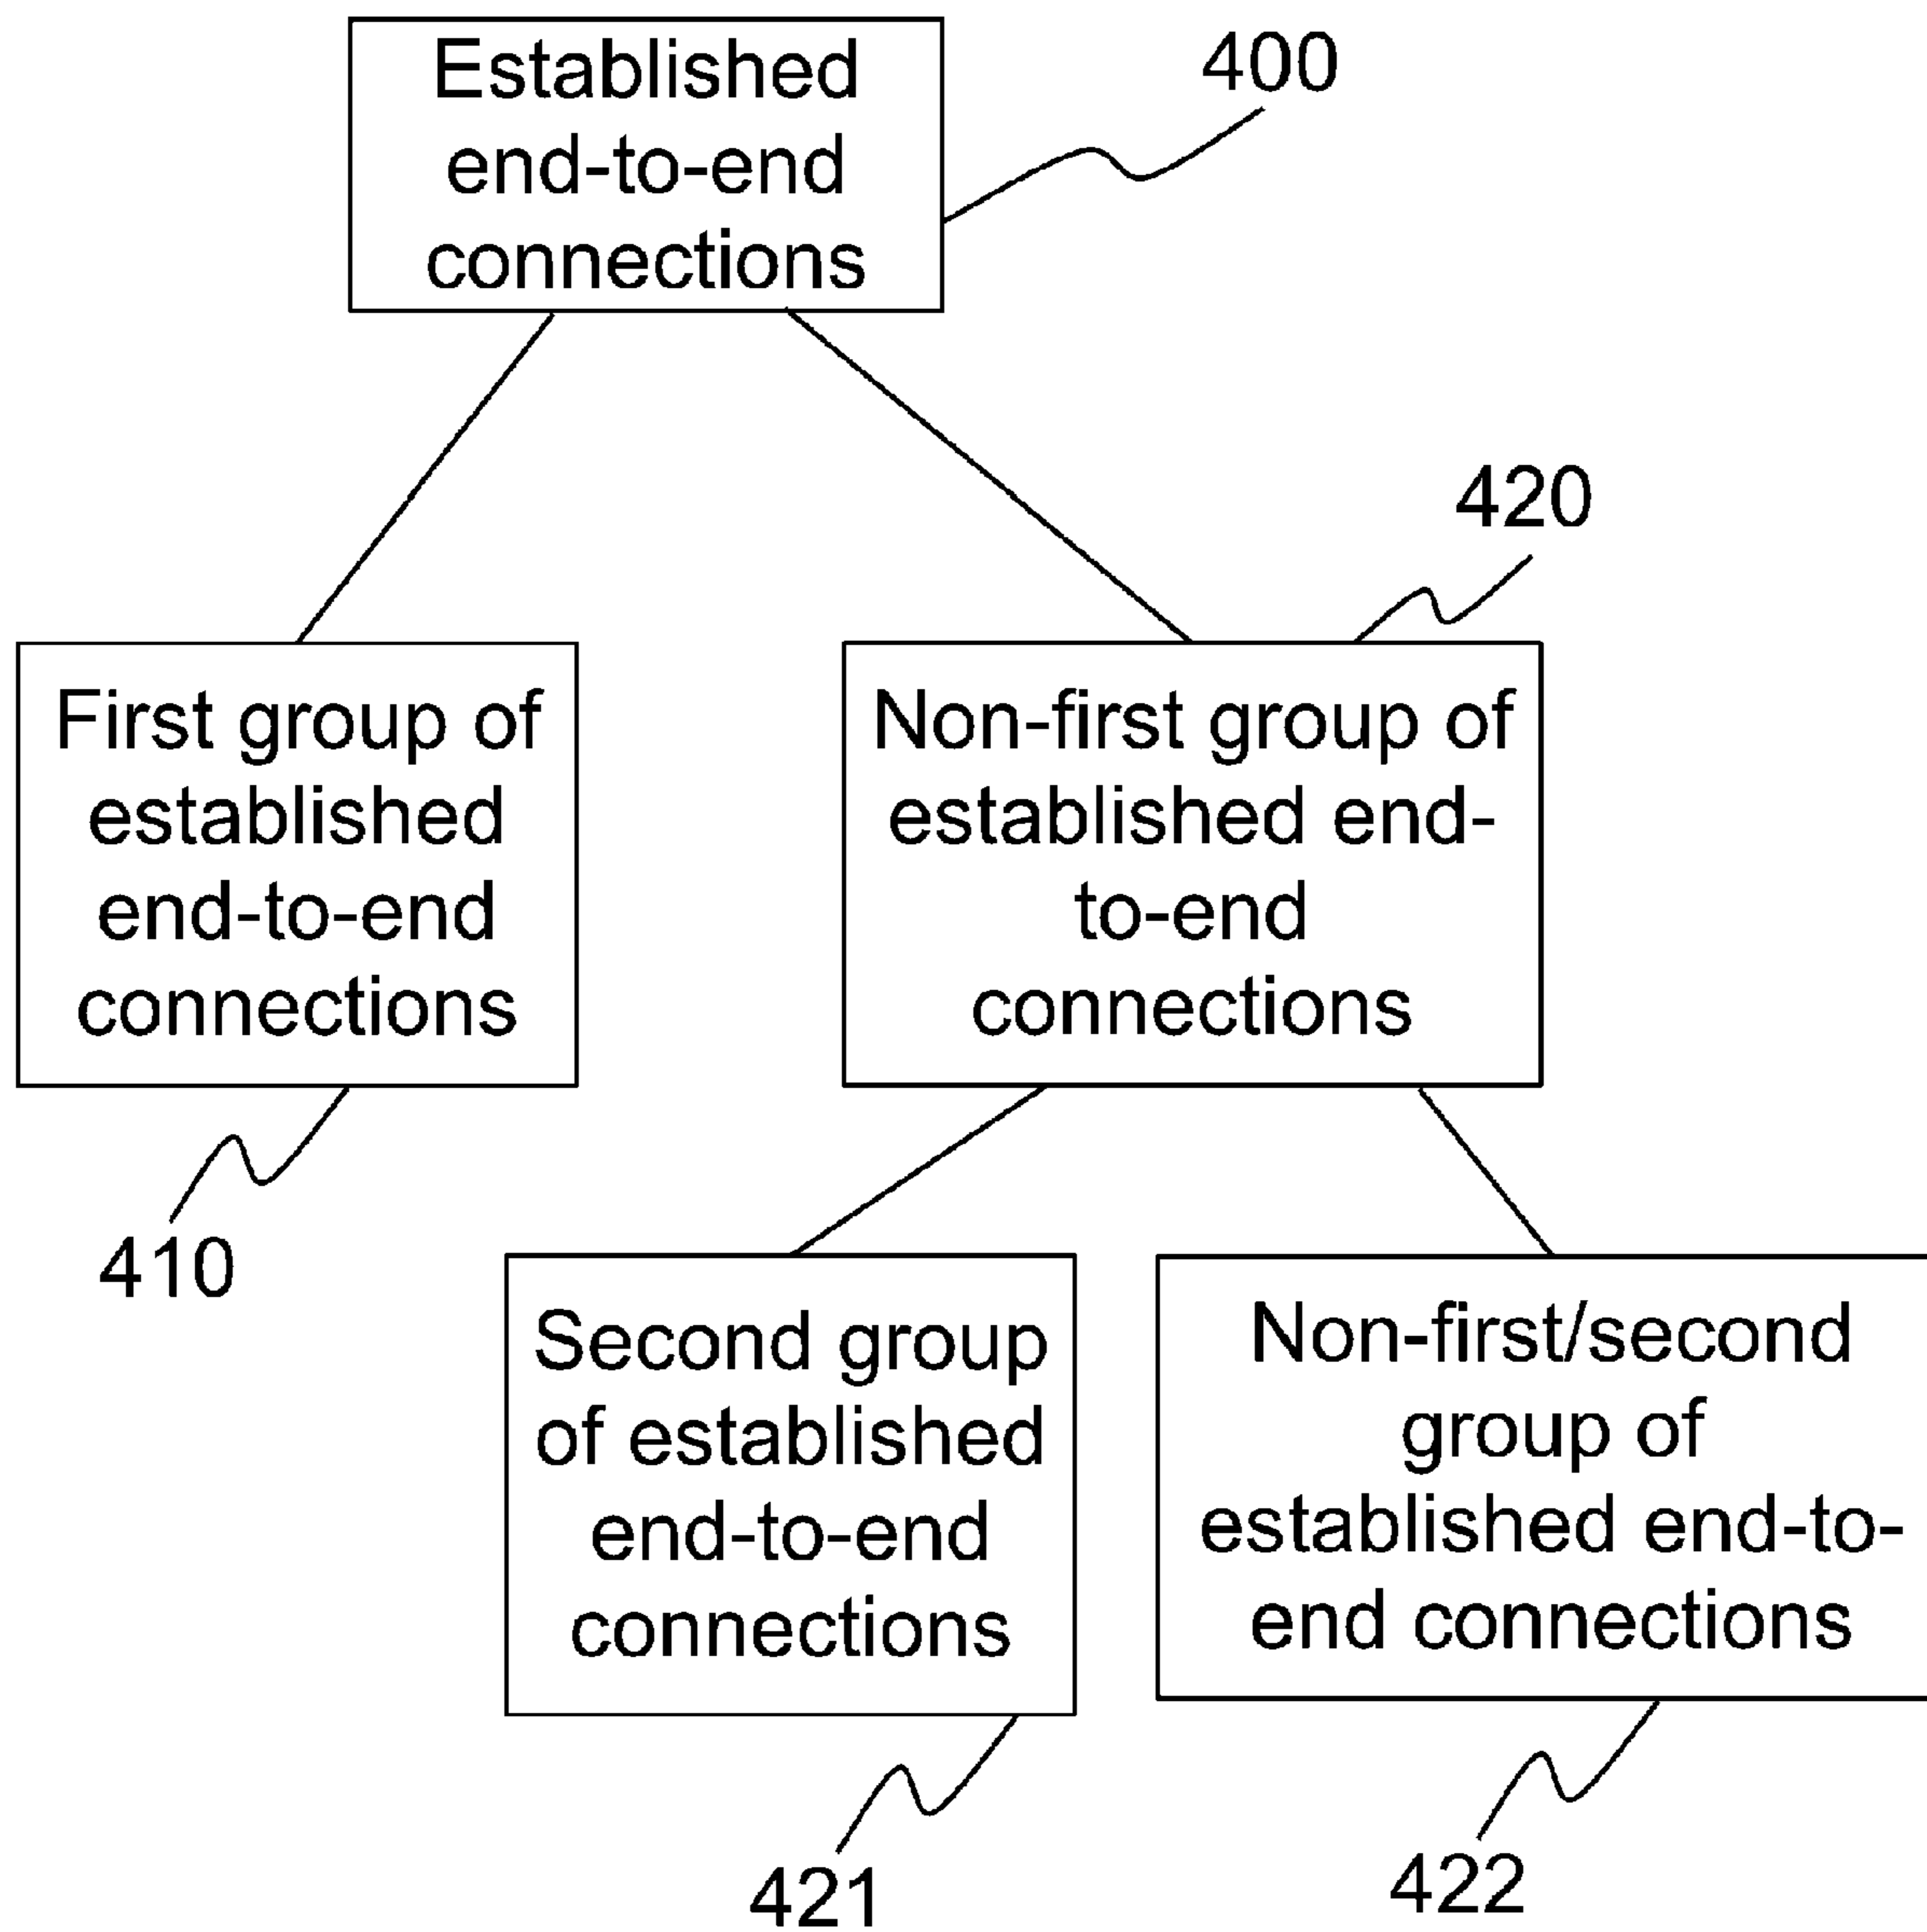 Established
end-to-end
connections
400
420
First group of
established
end-to-end
connections
Non-first group of
established end-
to-end
connections
410
Second group
of established
end-to-end
connections
Non-first/second
group of
established end-to-
end connections
421
422